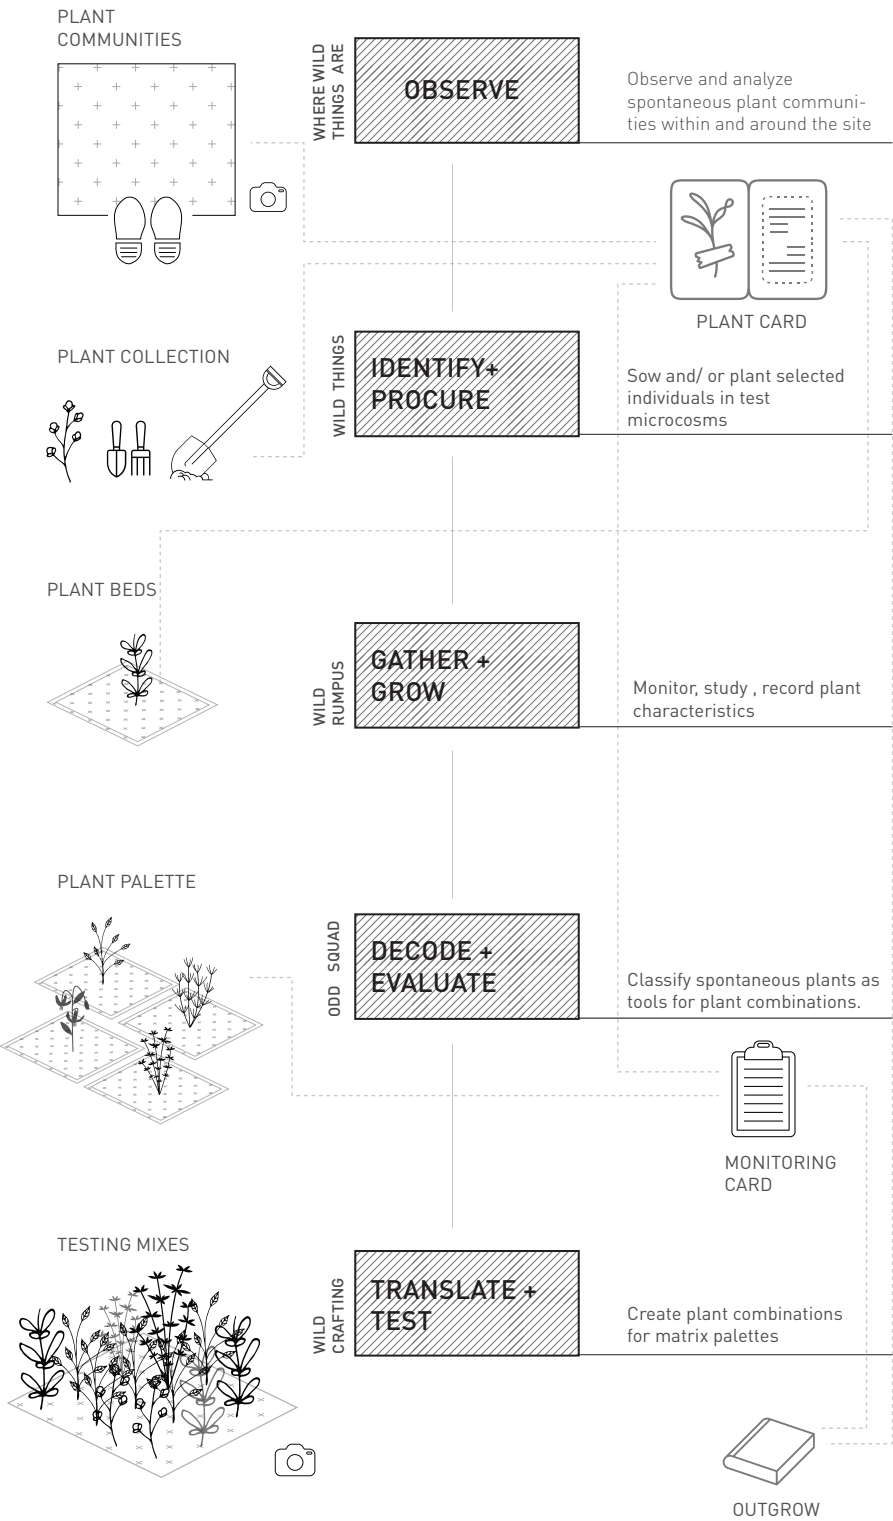 PLANT
COMMUNITIES
WHERE WILD
THINGS ARE
OBSERVE
Observe and analyze
spontaneous plant communi-
ties within and around the site
PLANT CARD
PLANT COLLECTION
WILD THINGS
IDENTIFY+
PROCURE
Sow and/ or plant selected
individuals in test
microcosms
PLANT BEDS
WILD
RUMPUS
GATHER +
GROW
Monitor, study , record plant
characteristics
PLANT PALETTE
ODD SQUAD
DECODE +
EVALUATE
Classify spontaneous plants as
tools for plant combinations.
MONITORING
CARD
TESTING MIXES
WILD
CRAFTING
TRANSLATE +
TEST
Create plant combinations
for matrix palettes
OUTGROW